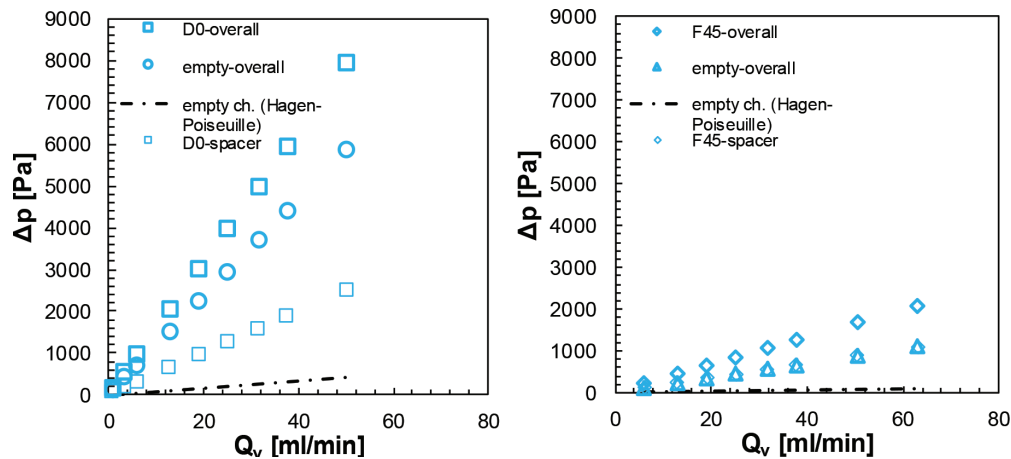 9000
8000
7000
6000
5000
4000
3000
2000
1000
0
Δp [Pa]
D0-overall
empty-overall
empty ch. (Hagen-
Poiseuille)
D0-spacer
0
20
40
60
80
Qv [ml/min]
9000
8000
7000
6000
5000
4000
3000
2000
1000
0
Δp [Pa]
F45-overall
empty-overall
empty ch. (Hagen-
Poiseuille)
F45-spacer
0
20
40
60
80
Qv [ml/min]